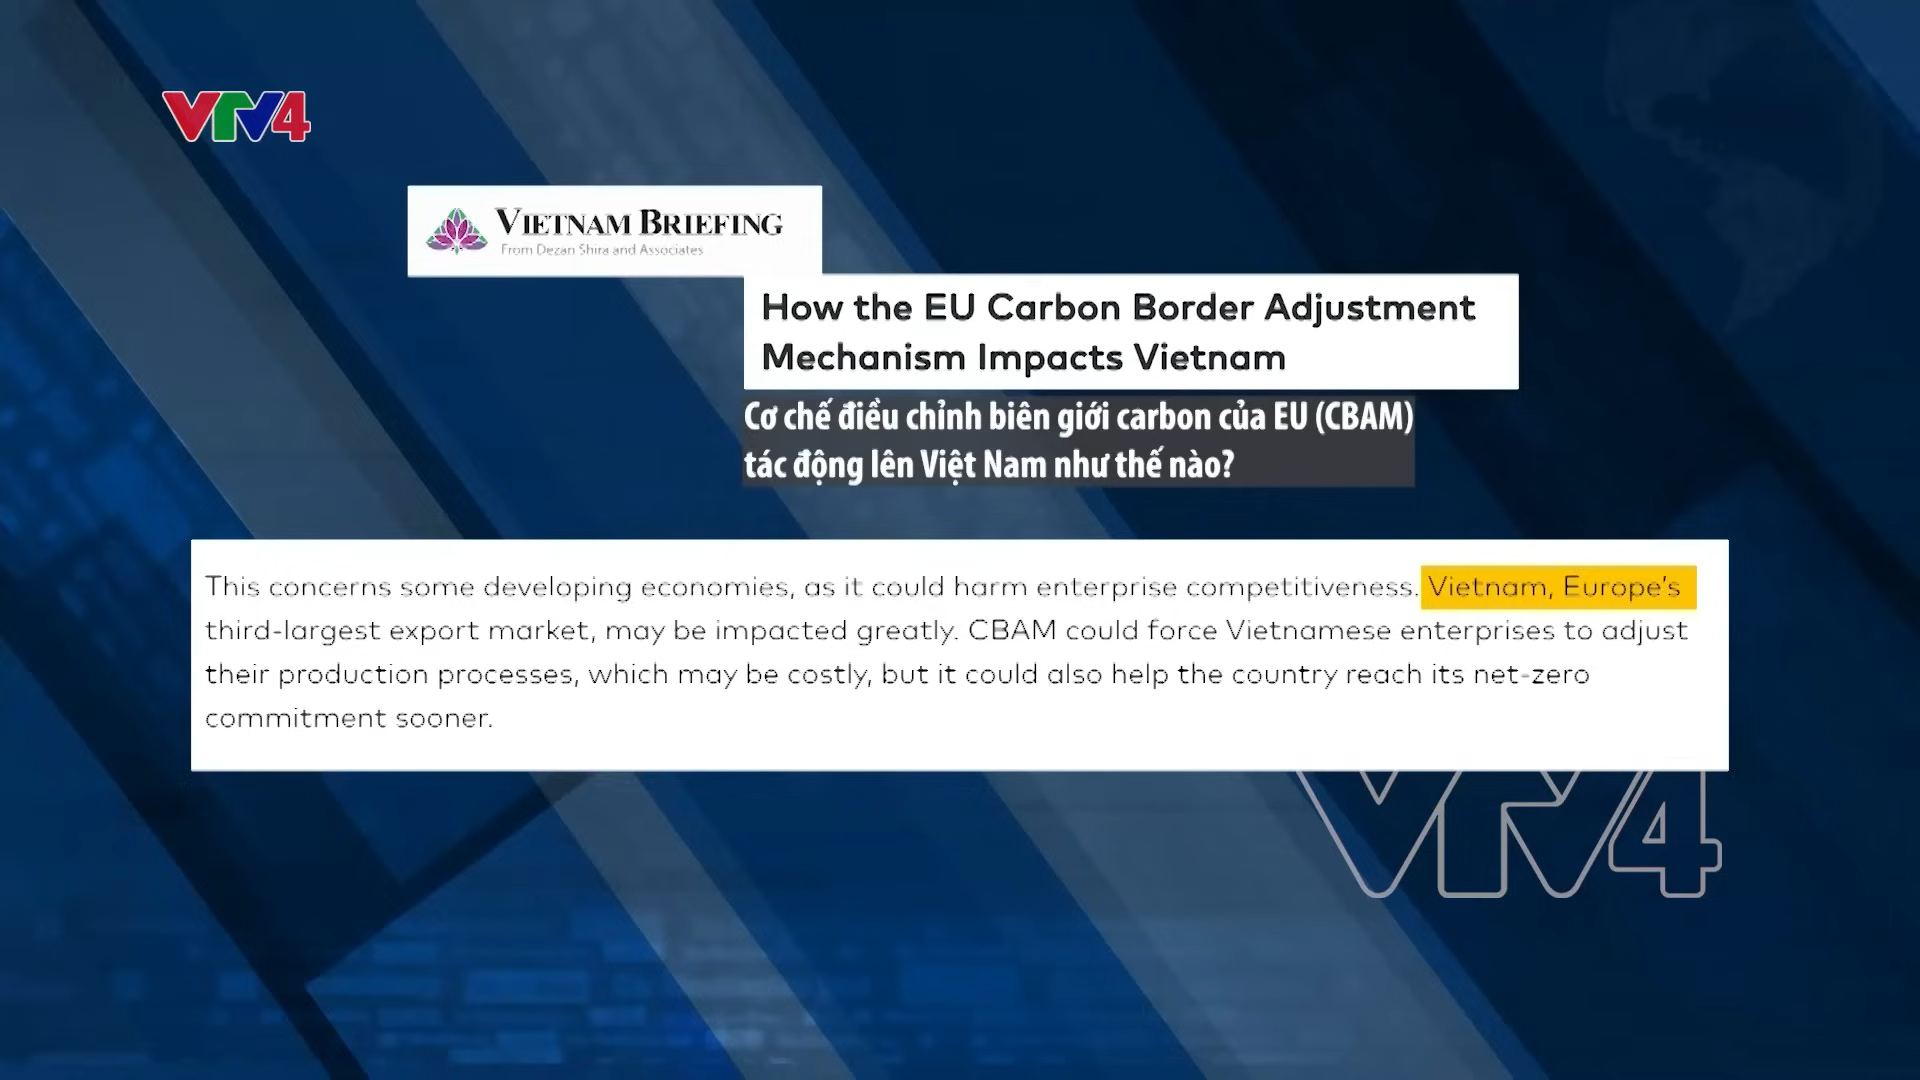 VTV4
VIETNAM BRIEFING
From Dezan Shira and Associates
How the EU Carbon Border Adjustment
Mechanism Impacts Vietnam
Cơ chế điều chỉnh biên giới carbon của EU (CBAM)
tác động lên Việt Nam như thế nào?
This concerns some developing economies, as it could harm enterprise competitiveness. Vietnam, Europe's
third-largest export market, may be impacted greatly. CBAM could force Vietnamese enterprises to adjust
their production processes, which may be costly, but it could also help the country reach its net-zero
commitment sooner.
VTV4